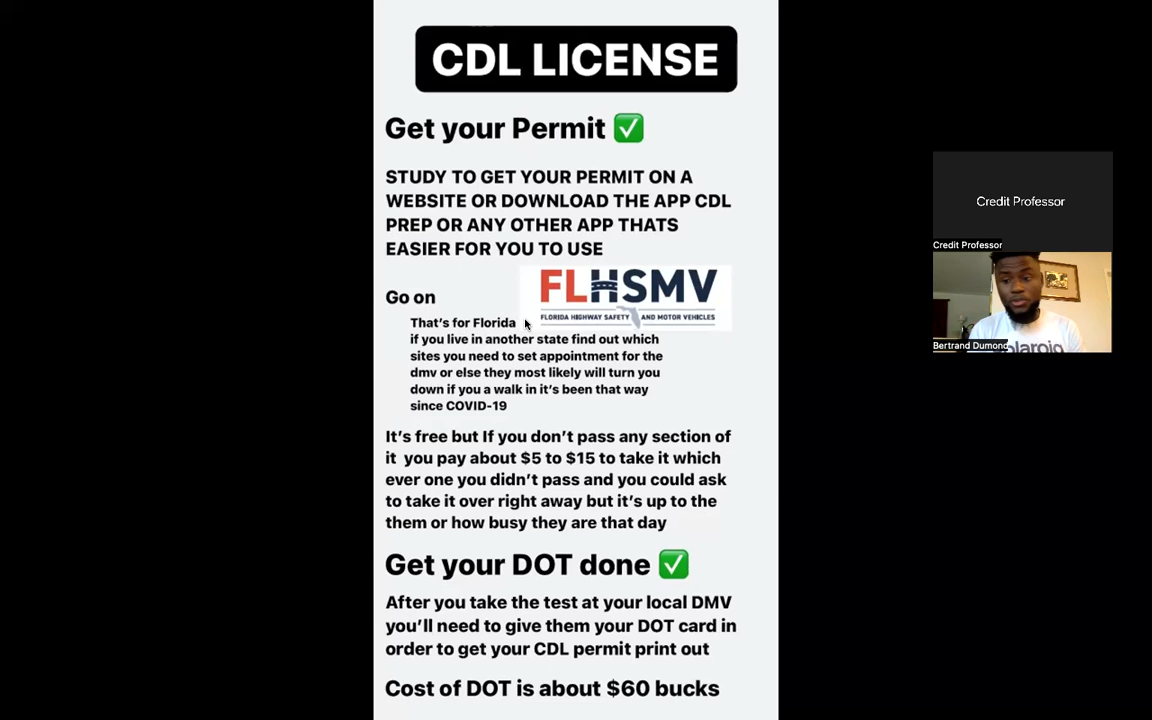 CDL LICENSE
Get your Permit ✅
STUDY TO GET YOUR PERMIT ON A
WEBSITE OR DOWNLOAD THE APP CDL
PREP OR ANY OTHER APP THATS
EASIER FOR YOU TO USE
Go on
FLHSMV
FLORIDA HIGHWAY SAFETY AND MOTOR VEHICLES
That's for Florida
if you live in another state find out which
sites you need to set appointment for the
dmv or else they most likely will turn you
down if you a walk in it's been that way
since COVID-19
It's free but If you don't pass any section of
it you pay about $5 to $15 to take it which
ever one you didn't pass and you could ask
to take it over right away but it's up to the
them or how busy they are that day
Get your DOT done ✅
After you take the test at your local DMV
you'll need to give them your DOT card in
order to get your CDL permit print out
Cost of DOT is about $60 bucks
Credit Professor
Credit Professor
Bertrand Dumond